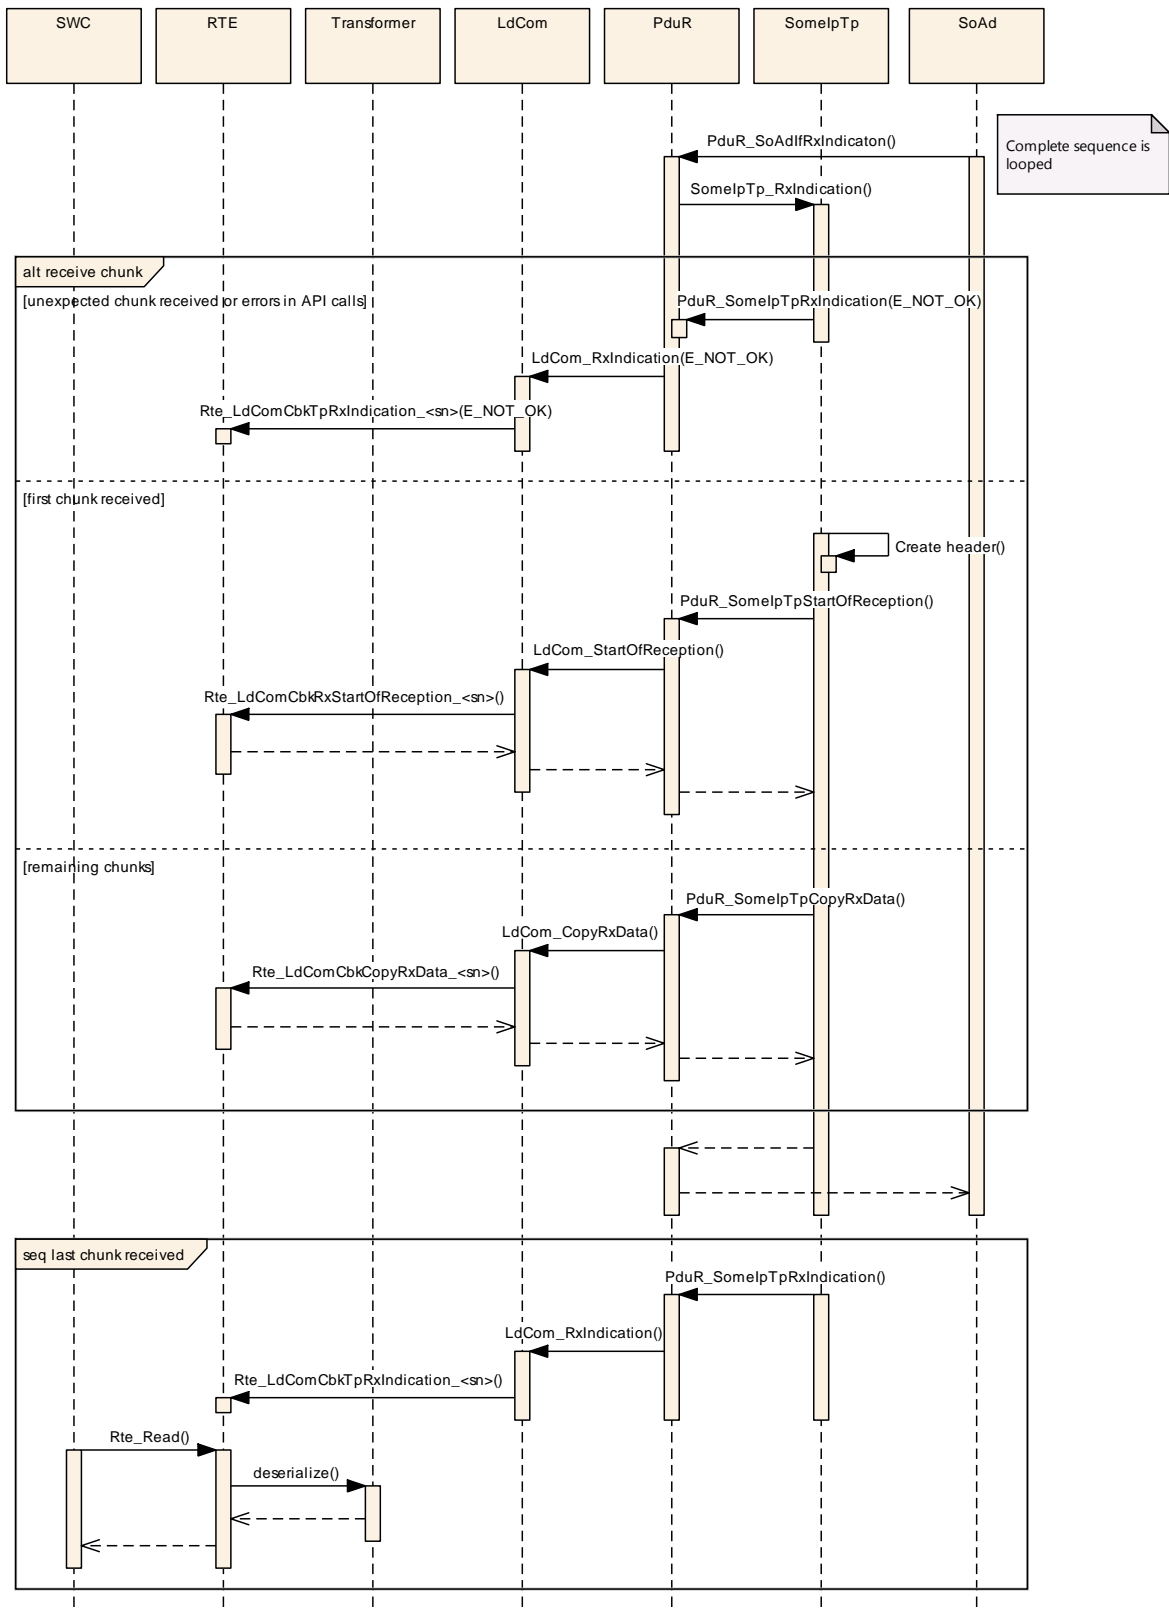 SWC
RTE
Transformer
LdCom
PduR
SomeIpTp
SoAd
Complete sequence is
looped
PduR_SoAdIfRxIndicaton()
SomeIpTp_RxIndication()
alt receive chunk
[unexpected chunk received or errors in API calls]
PduR_SomeIpTpRxIndication(E_NOT_OK)
LdCom_RxIndication(E_NOT_OK)
Rte_LdComCbkTpRxIndication_<sn>(E_NOT_OK)
[first chunk received]
Create header()
PduR_SomeIpTpStartOfReception()
LdCom_StartOfReception()
Rte_LdComCbkRxStartOfReception_<sn>()
[remaining chunks]
PduR_SomeIpTpCopyRxData()
LdCom_CopyRxData()
Rte_LdComCbkCopyRxData_<sn>()
seq last chunk received
PduR_SomeIpTpRxIndication()
LdCom_RxIndication()
Rte_LdComCbkTpRxIndication_<sn>()
Rte_Read()
deserialize()